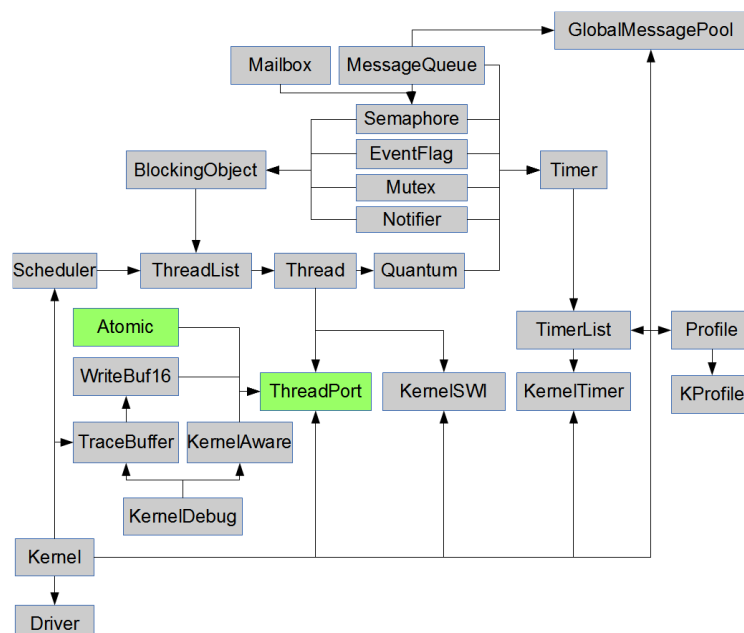 GlobalMessagePool
Mailbox
MessageQueue
Semaphore
EventFlag
BlockingObject
Timer
Mutex
Notifier
Scheduler
ThreadList
Thread
Quantum
Atomic
TimerList
Profile
WriteBuf16
ThreadPort
KernelSWI
KernelTimer
KProfile
TraceBuffer
KernelAware
KernelDebug
Kernel
Driver